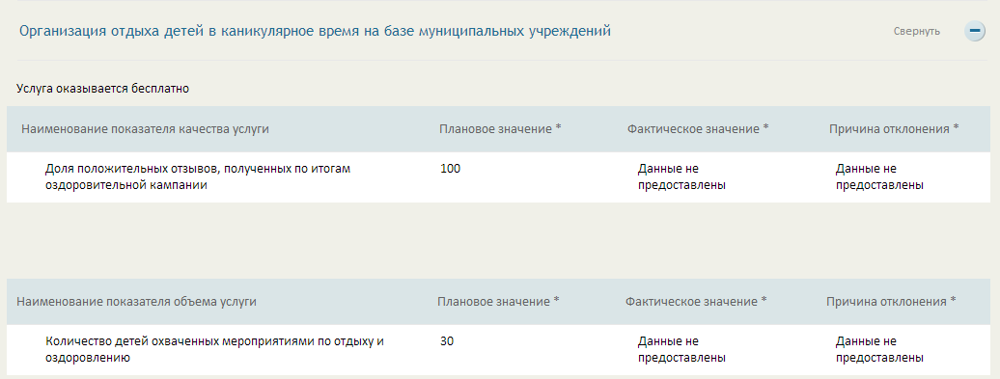 Организация отдыха детей в каникулярное время на базе муниципальных учреждений
Свернуть
Услуга оказывается бесплатно
Наименование показателя качества услуги Плановое значение * Фактическое значение * Причина отклонения *
Доля положительных отзывов, полученных по итогам 100 Данные не Данные не
оздоровительной кампании предоставлены предоставлены
Наименование показателя объема услуги Плановое значение * Фактическое значение * Причина отклонения *
Количество детей охваченных мероприятиями по отдыху и 30 Данные не Данные не
оздоровлению предоставлены предоставлены